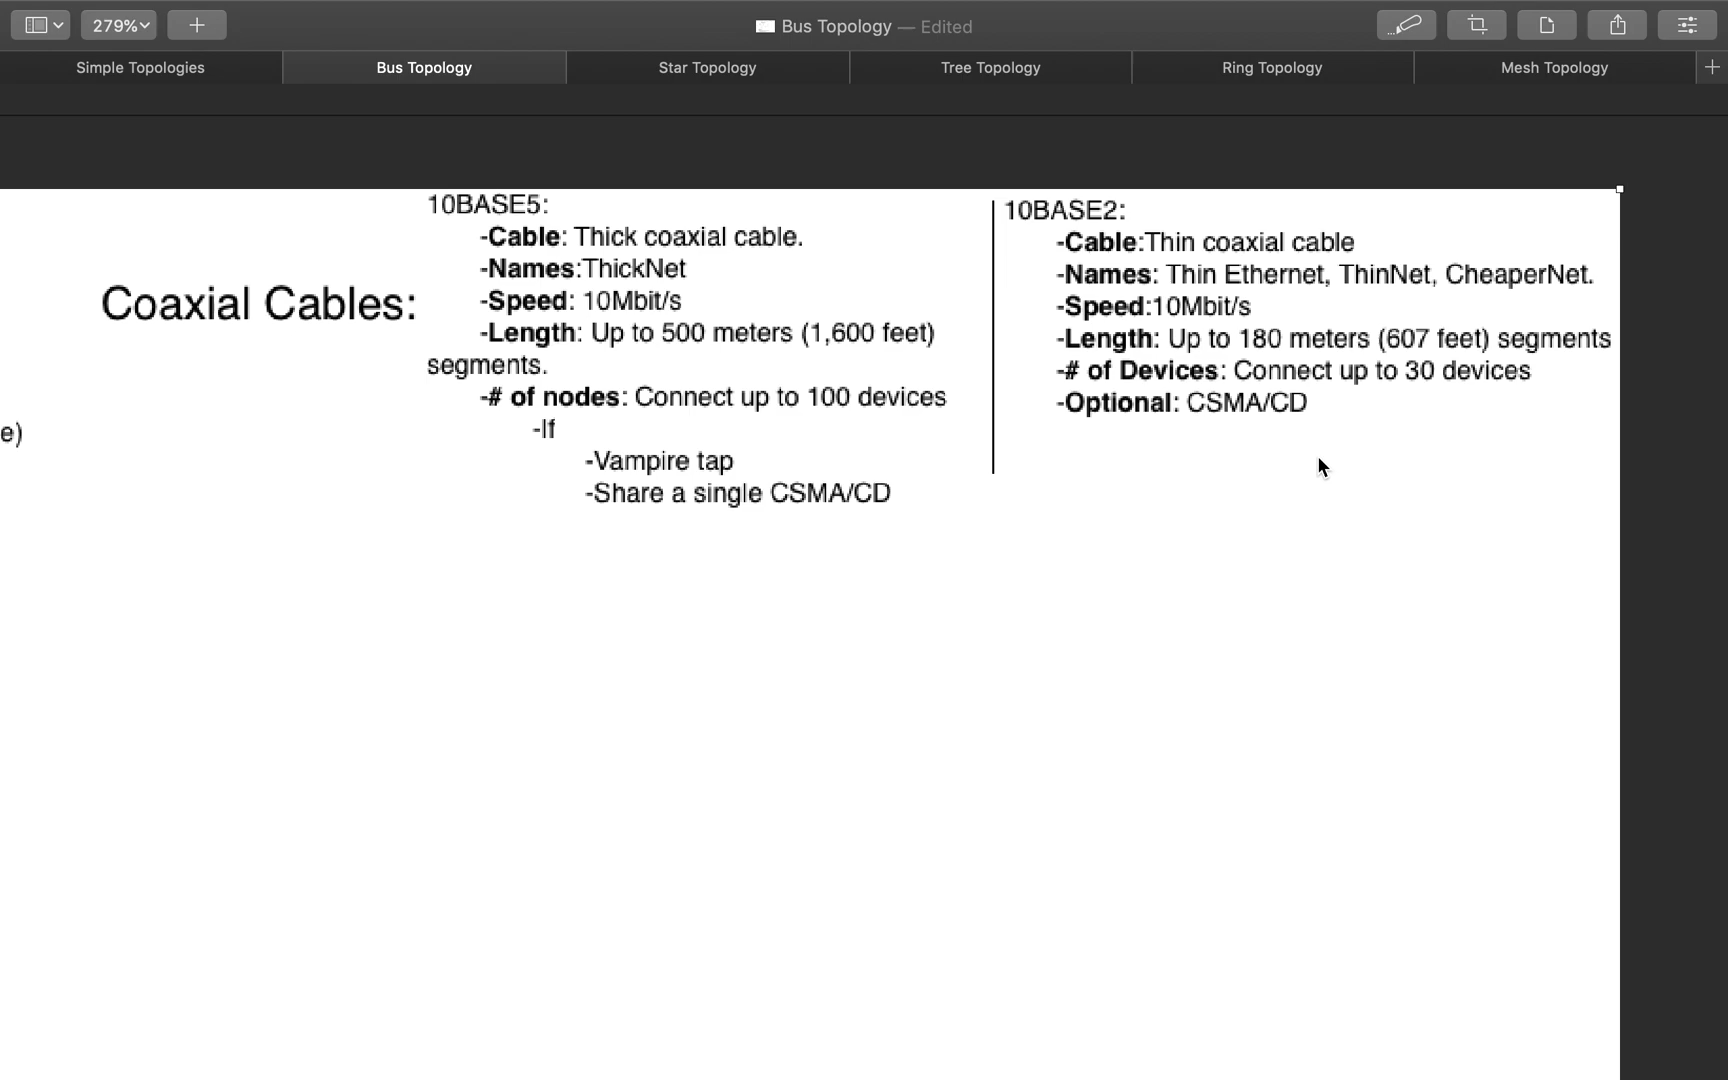 279%
Bus Topology — Edited
Simple Topologies
Bus Topology
Star Topology
Tree Topology
Ring Topology
Mesh Topology
e)
Coaxial Cables:
10BASE5:
-Cable: Thick coaxial cable.
-Names:ThickNet
-Speed: 10Mbit/s
-Length: Up to 500 meters (1,600 feet)
segments.
-# of nodes: Connect up to 100 devices
-If
-Vampire tap
-Share a single CSMA/CD
10BASE2:
-Cable:Thin coaxial cable
-Names: Thin Ethernet, ThinNet, CheaperNet.
-Speed:10Mbit/s
-Length: Up to 180 meters (607 feet) segments
-# of Devices: Connect up to 30 devices
-Optional: CSMA/CD